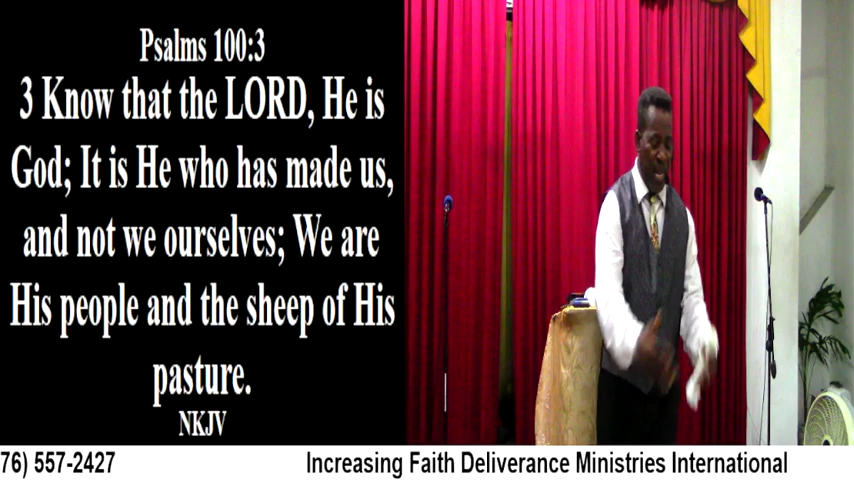 Psalms 100:3
3 Know that the LORD, He is
God; It is He who has made us,
and not we ourselves; We are
His people and the sheep of His
pasture.
NKJV
76) 557-2427 Increasing Faith Deliverance Ministries International